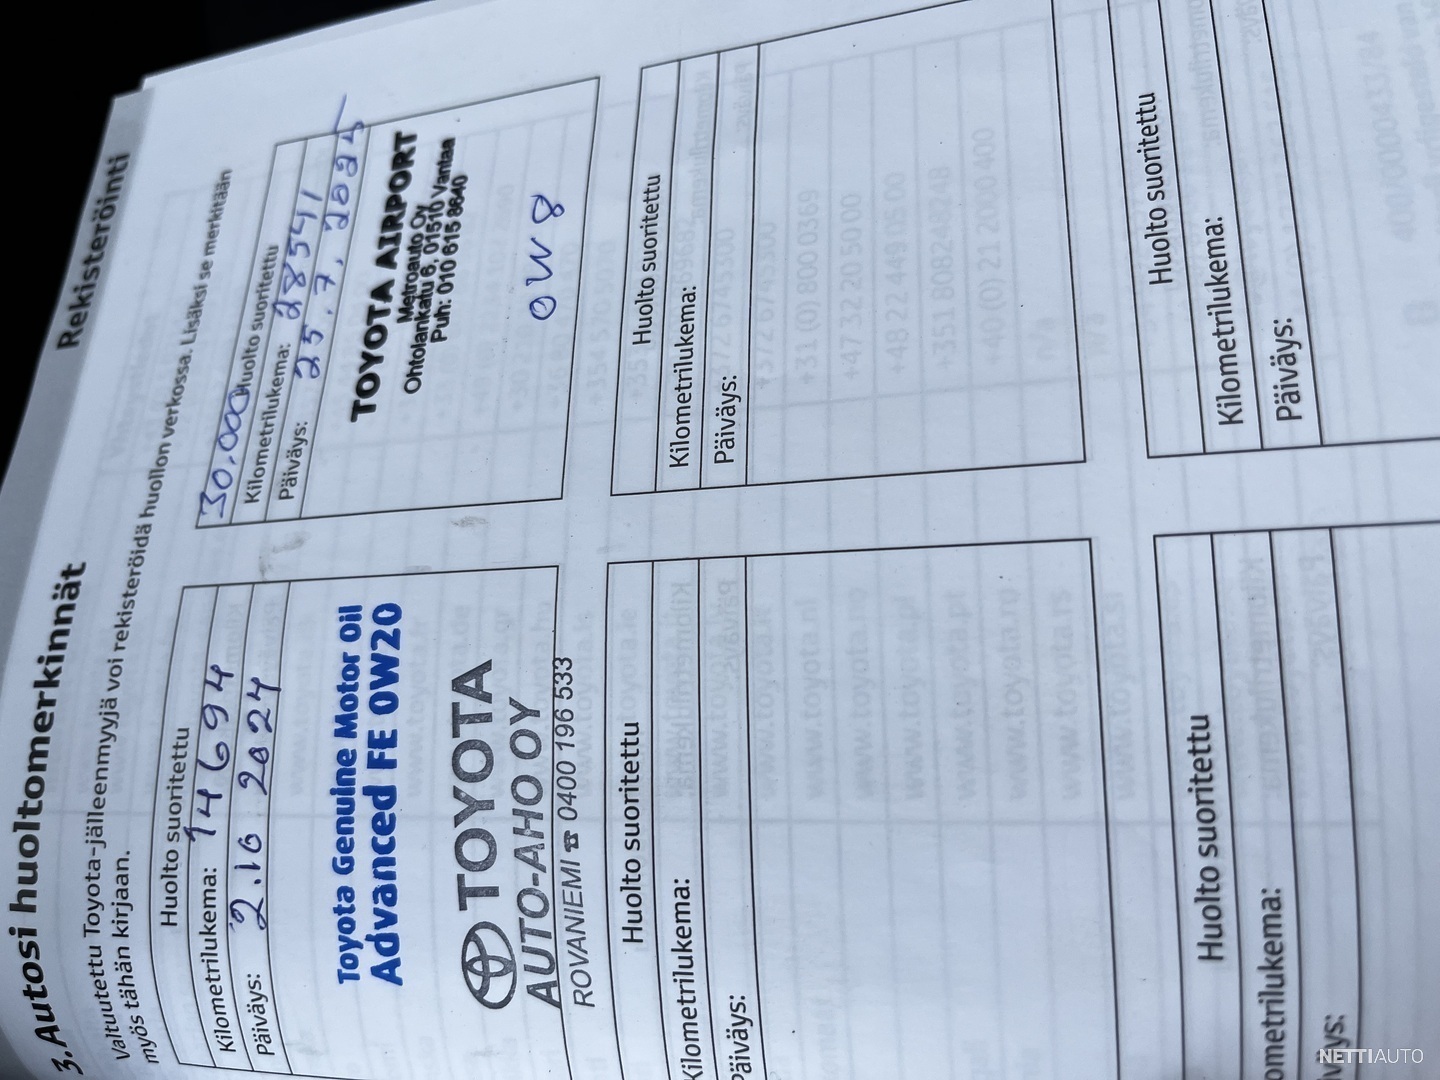 3. Autosi huoltomerkinnät
Rekisteröinti
Valtuutettu Toyota-jälleenmyyjä voi rekisteröidä huollon verkossa. Lisäksi se merkitään
myös tähän kirjaan.
Huolto suoritettu
Kilometrilukema: 14694
Päiväys: 2.10 2024
Toyota Genuine Motor Oil
Advanced FE 0W20
TOYOTA
AUTO-AHO OY
ROVANIEMI ☎ 0400 196 533
30.000 Huolto suoritettu
Kilometrilukema: 28541
Päiväys: 25.7.2025
TOYOTA AIRPORT
Metroauto Oy
Ohtolankatu 6, 01510 Vantaa
Puh: 010 615 8640
0W8
Huolto suoritettu
Kilometrilukema:
Päiväys:
Huolto suoritettu
Kilometrilukema:
Päiväys:
Huolto suoritettu
ometrilukema:
väys:
Huolto suoritettu
Kilometrilukema:
Päiväys:
NETTIAUTO